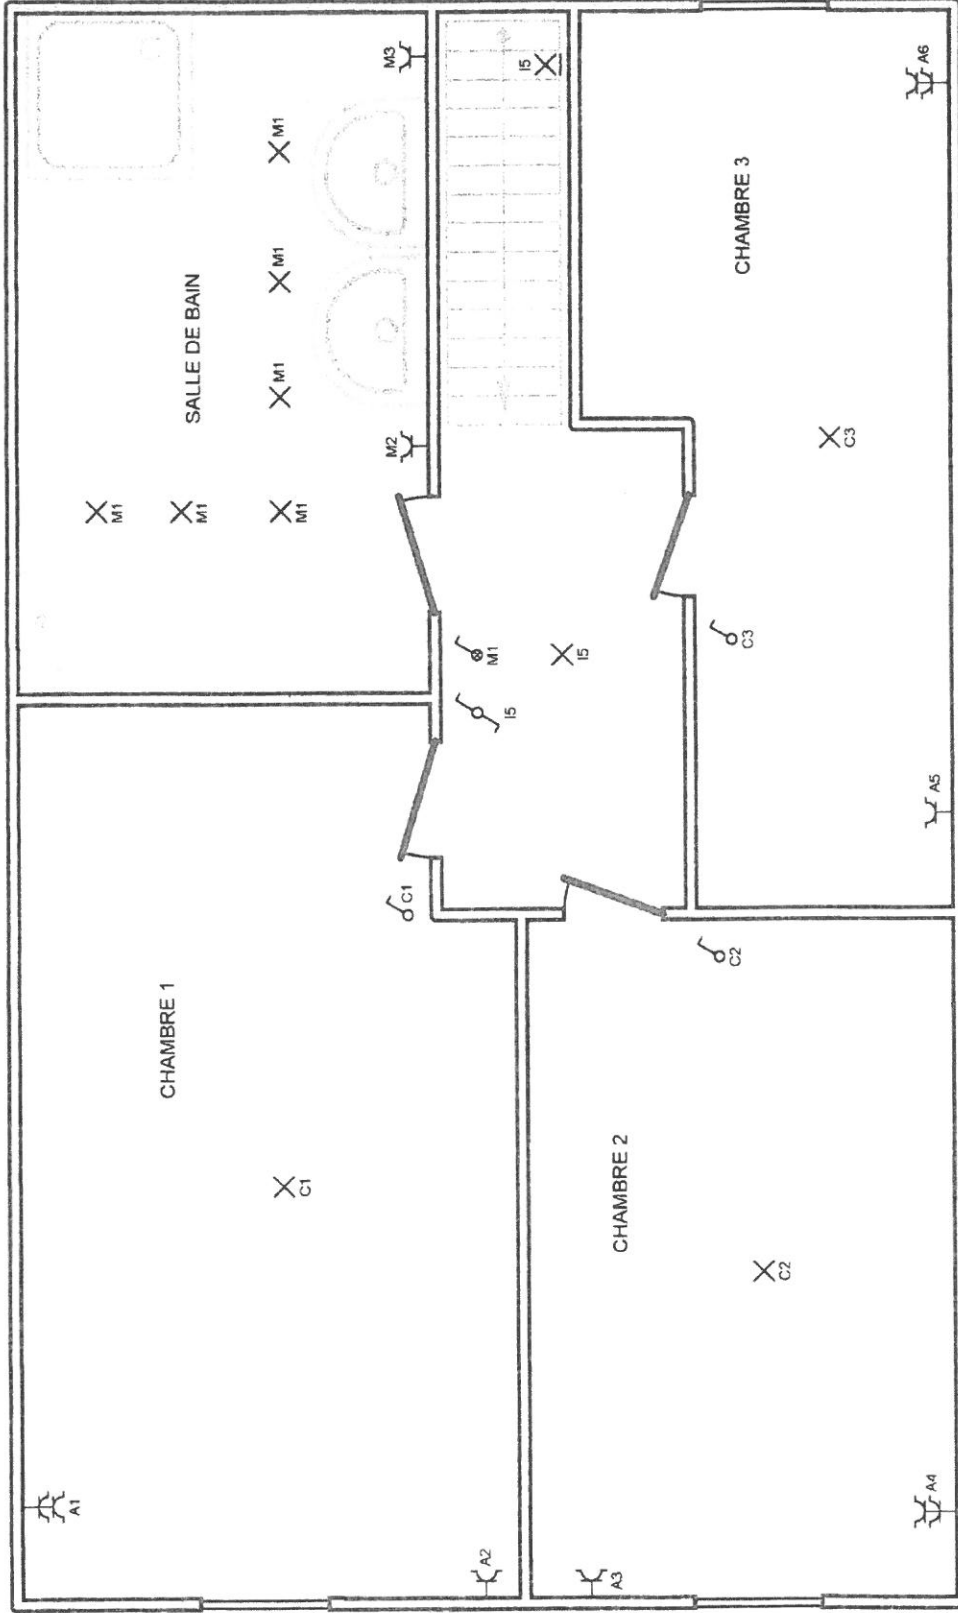 M3
I5
A6
M1
M1
M1
SALLE DE BAIN
CHAMBRE 3
M2
M1
M1
M1
C3
M1
I5
I5
C3
A5
C1
C2
CHAMBRE 1
CHAMBRE 2
C1
C2
A1
A2
A3
A4